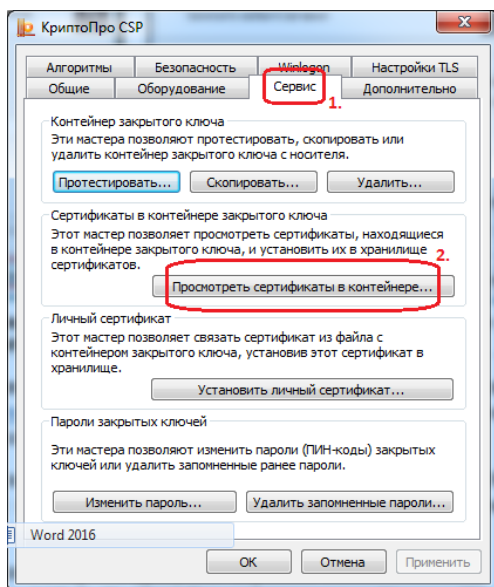 КриптоПро CSP
Алгоритмы Безопасность Winlogon Настройки TLS
Общие Оборудование Сервис Дополнительно
1.
Контейнер закрытого ключа
Эти мастера позволяют протестировать, скопировать или
удалить контейнер закрытого ключа с носителя.
Протестировать... Скопировать... Удалить...
Сертификаты в контейнере закрытого ключа
Этот мастер позволяет просмотреть сертификаты, находящиеся
в контейнере закрытого ключа, и установить их в хранилище
сертификатов.
2.
Просмотреть сертификаты в контейнере...
Личный сертификат
Этот мастер позволяет связать сертификат из файла с
контейнером закрытого ключа, установив этот сертификат в
хранилище.
Установить личный сертификат...
Пароли закрытых ключей
Эти мастера позволяют изменить пароли (ПИН-коды) закрытых
ключей или удалить запомненные ранее пароли.
Изменить пароль... Удалить запомненные пароли...
Word 2016
ОК Отмена Применить